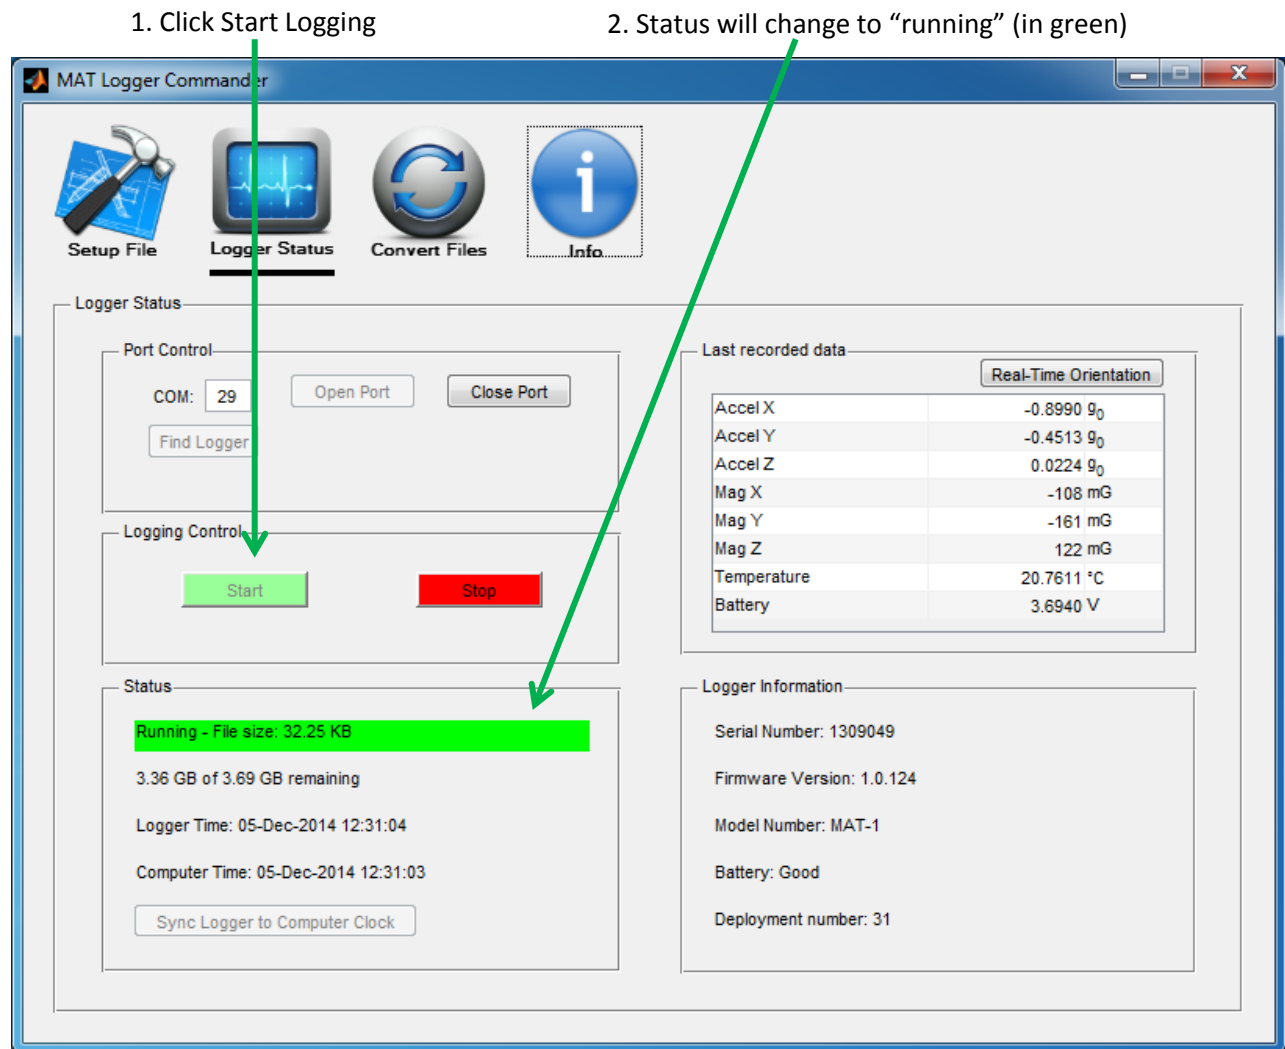 1. Click Start Logging
2. Status will change to “running” (in green)
MAT Logger Commander
Setup File
Logger Status
Convert Files
Info
Logger Status
Port Control
COM: 29
Open Port
Close Port
Find Logger
Logging Control
Start
Stop
Status
Running - File size: 32.25 KB
3.36 GB of 3.69 GB remaining
Logger Time: 05-Dec-2014 12:31:04
Computer Time: 05-Dec-2014 12:31:03
Sync Logger to Computer Clock
Last recorded data
Real-Time Orientation
Accel X -0.8990 g0
Accel Y -0.4513 g0
Accel Z 0.0224 g0
Mag X -108 mG
Mag Y -161 mG
Mag Z 122 mG
Temperature 20.7611 °C
Battery 3.6940 V
Logger Information
Serial Number: 1309049
Firmware Version: 1.0.124
Model Number: MAT-1
Battery: Good
Deployment number: 31